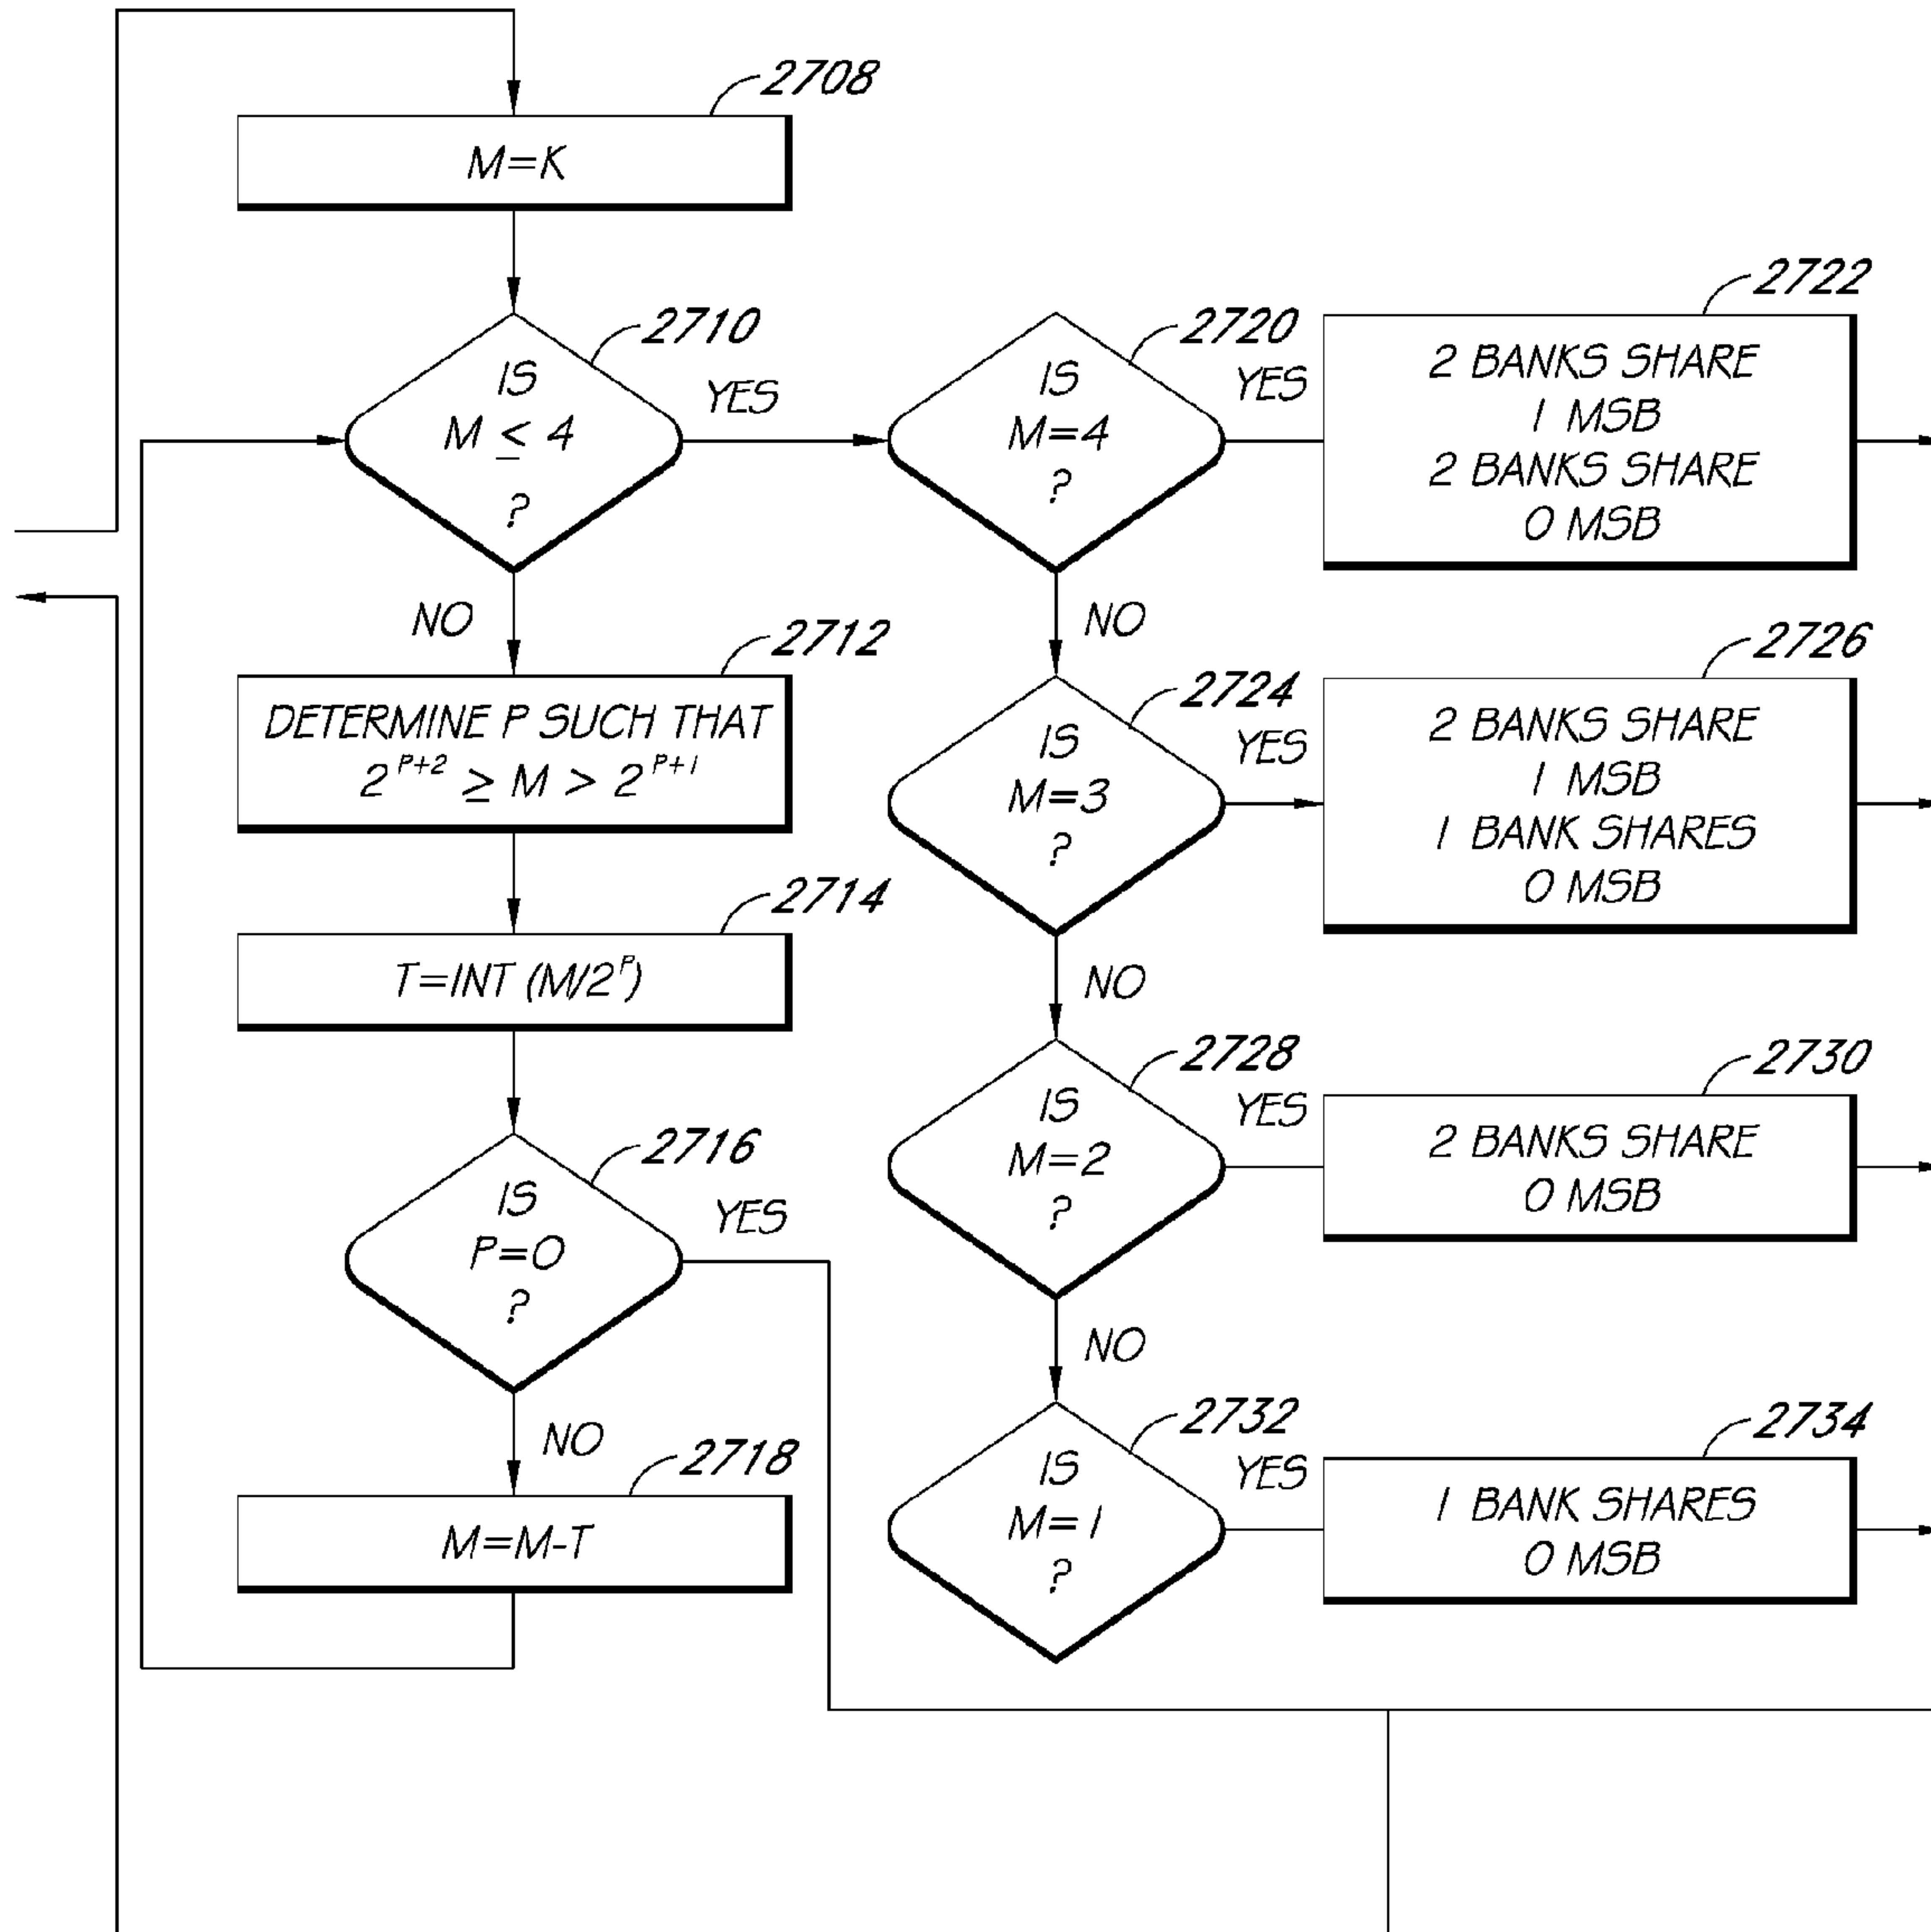 2708
M=K
2710
IS
M ≤ 4
?
YES
NO
2712
DETERMINE P SUCH THAT
2^P+2 ≥ M > 2^P+1
2714
T=INT (M/2^P)
2716
IS
P=0
?
YES
NO
2718
M=M-T
2720
IS
M=4
?
YES
NO
2722
2 BANKS SHARE
1 MSB
2 BANKS SHARE
0 MSB
2724
IS
M=3
?
YES
NO
2726
2 BANKS SHARE
1 MSB
1 BANK SHARES
0 MSB
2728
IS
M=2
?
YES
NO
2730
2 BANKS SHARE
0 MSB
2732
IS
M=1
?
YES
2734
1 BANK SHARES
0 MSB